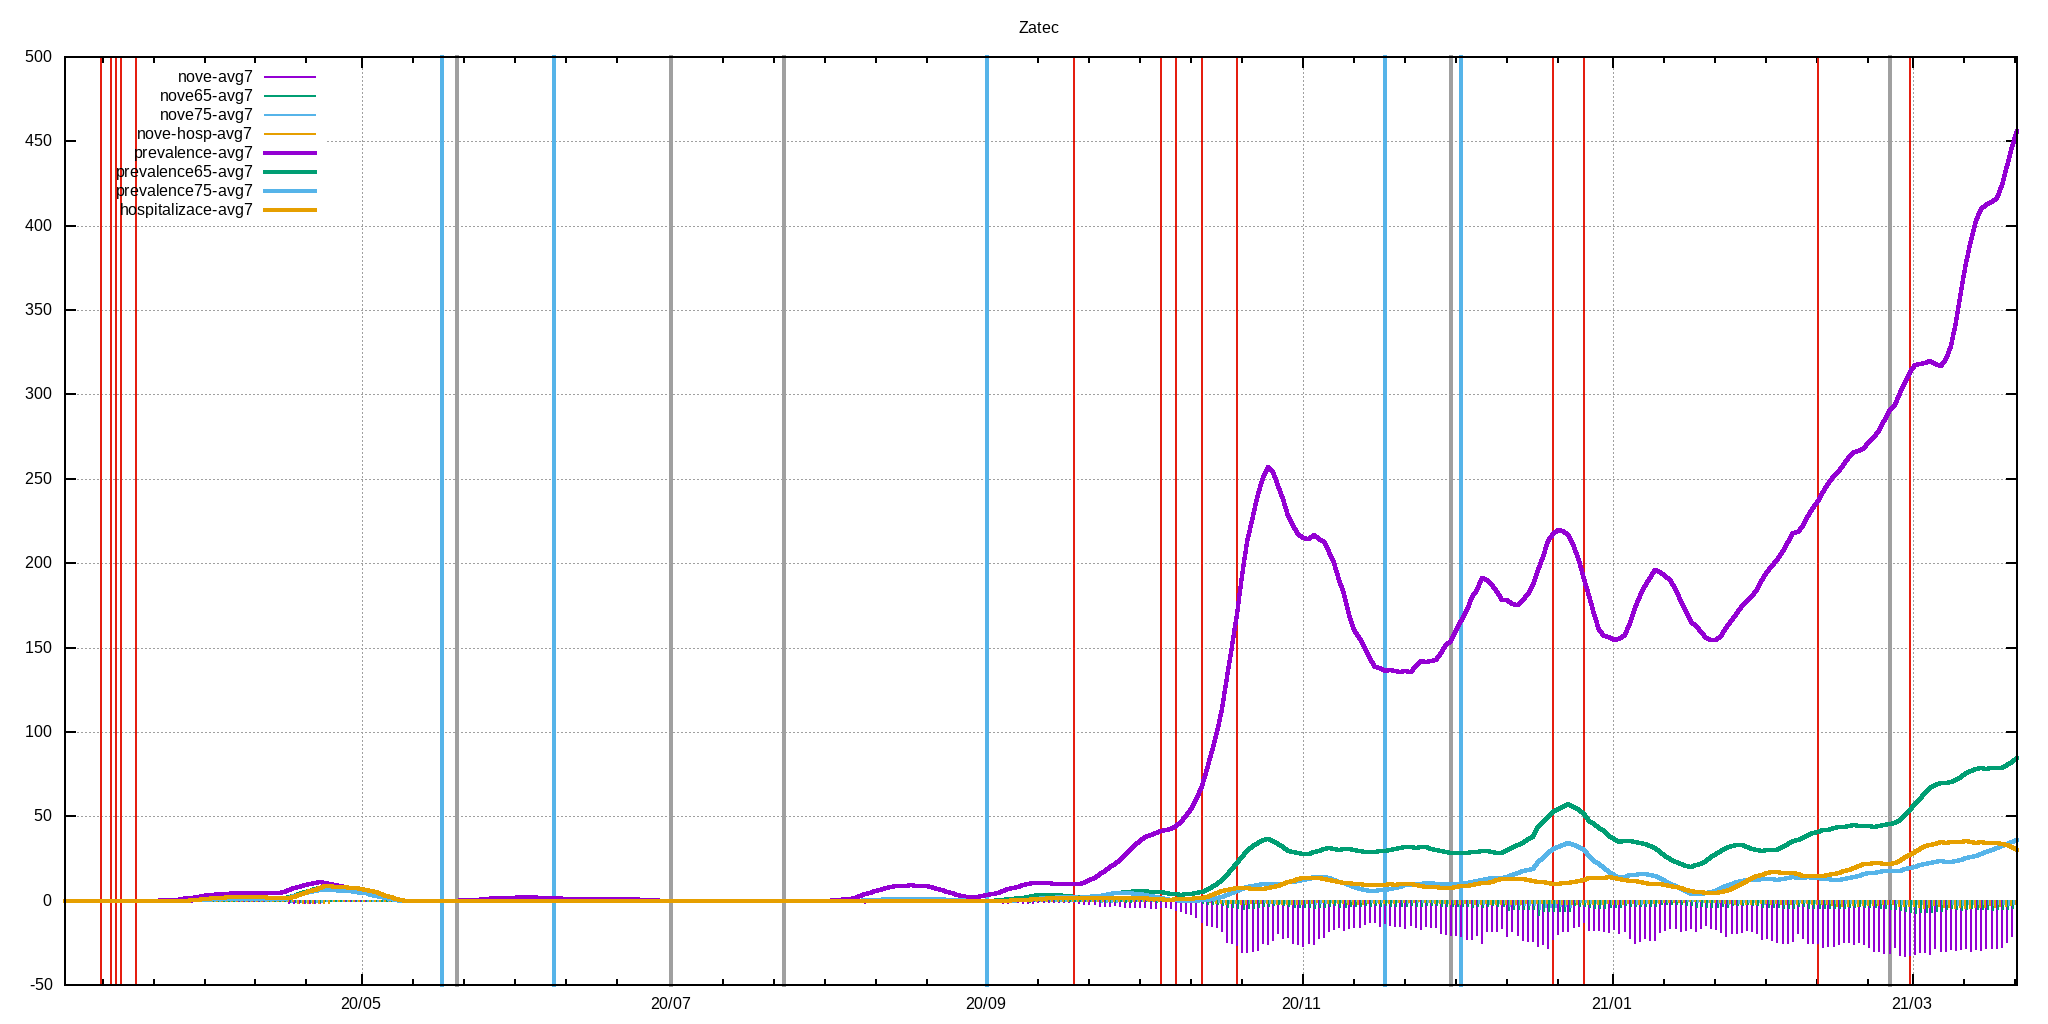 Zatec
500
450
400
350
300
250
200
150
100
50
0
-50
nove-avg7
nove65-avg7
nove75-avg7
nove-hosp-avg7
prevalence-avg7
prevalence65-avg7
prevalence75-avg7
hospitalizace-avg7
20/05 20/07 20/09 20/11 21/01 21/03